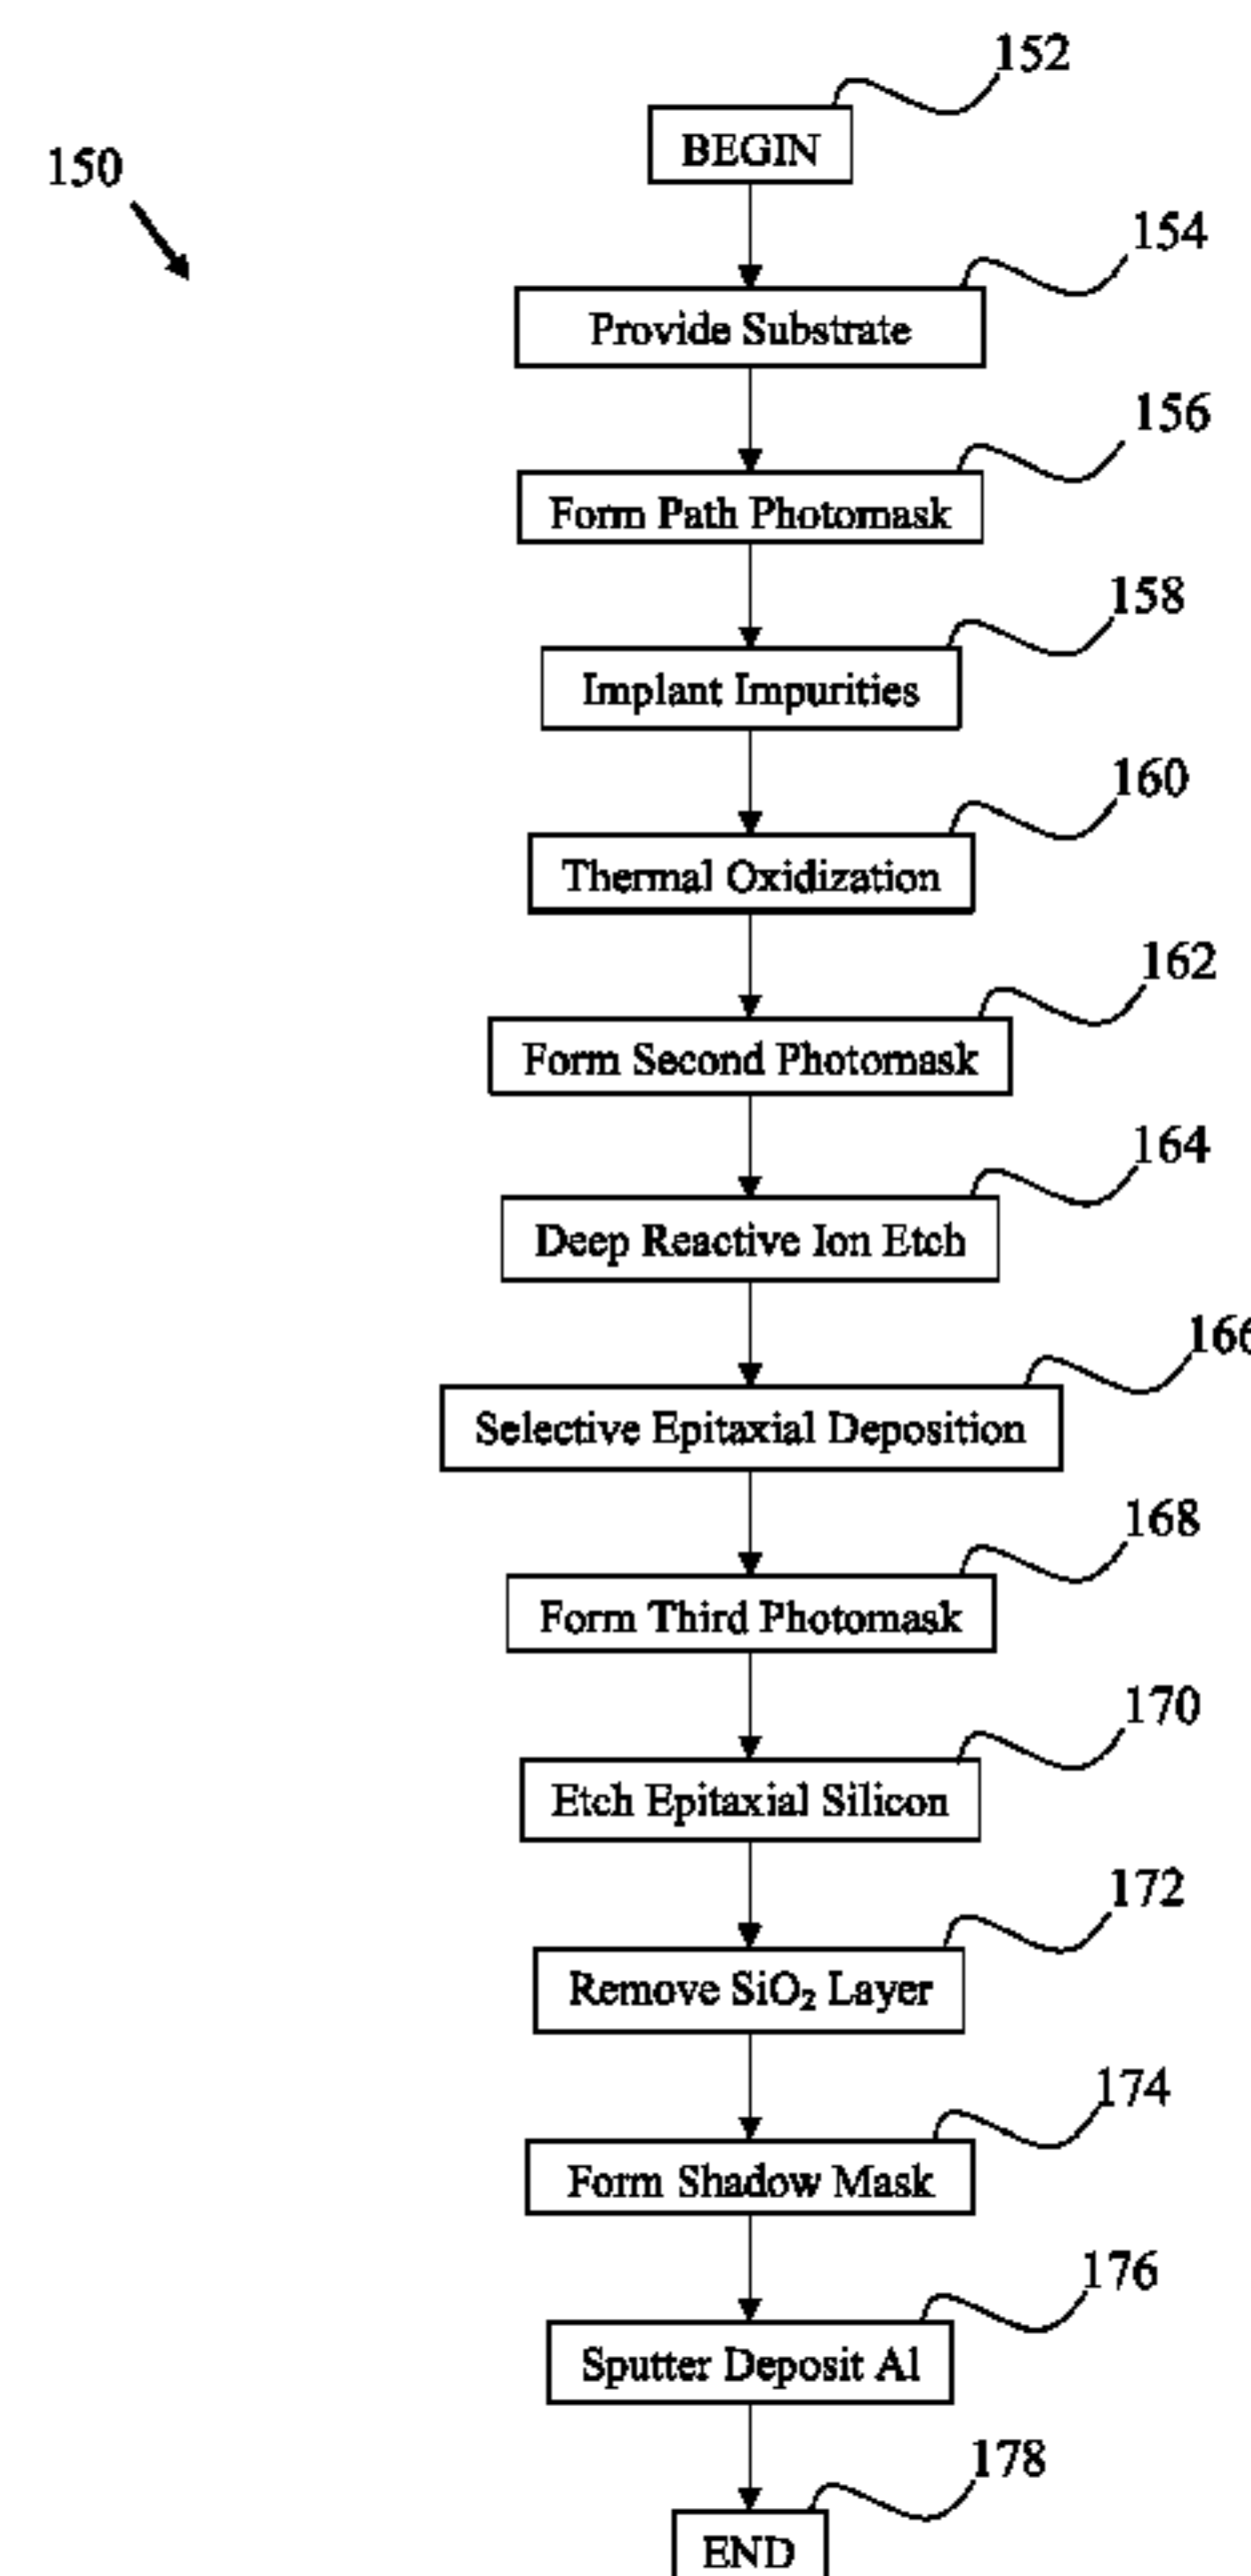 152
BEGIN
150
154
Provide Substrate
156
Form Path Photomask
158
Implant Impurities
160
Thermal Oxidization
162
Form Second Photomask
164
Deep Reactive Ion Etch
166
Selective Epitaxial Deposition
168
Form Third Photomask
170
Etch Epitaxial Silicon
172
Remove SiO₂ Layer
174
Form Shadow Mask
176
Sputter Deposit Al
178
END